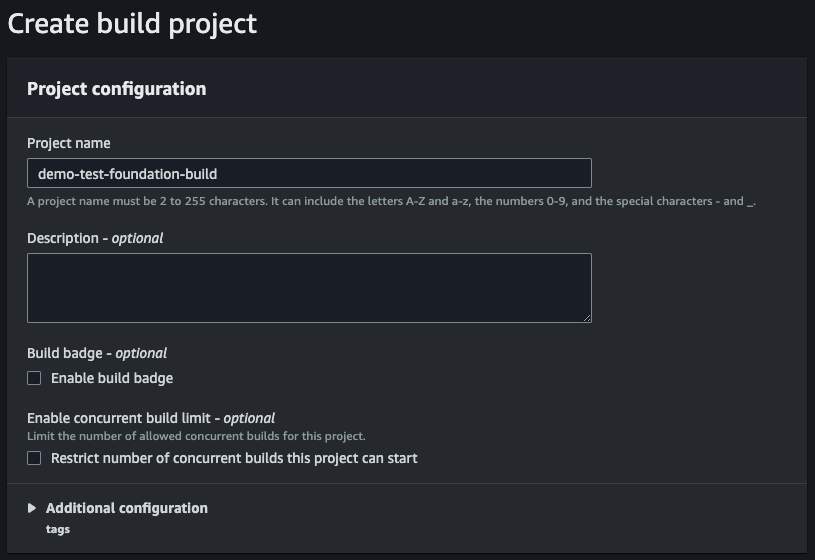 Create build project
Project configuration
Project name
demo-test-foundation-build
A project name must be 2 to 255 characters. It can include the letters A-Z and a-z, the numbers 0-9, and the special characters - and _.
Description - optional
Build badge - optional
Enable build badge
Enable concurrent build limit - optional
Limit the number of allowed concurrent builds for this project.
Restrict number of concurrent builds this project can start
Additional configuration
tags